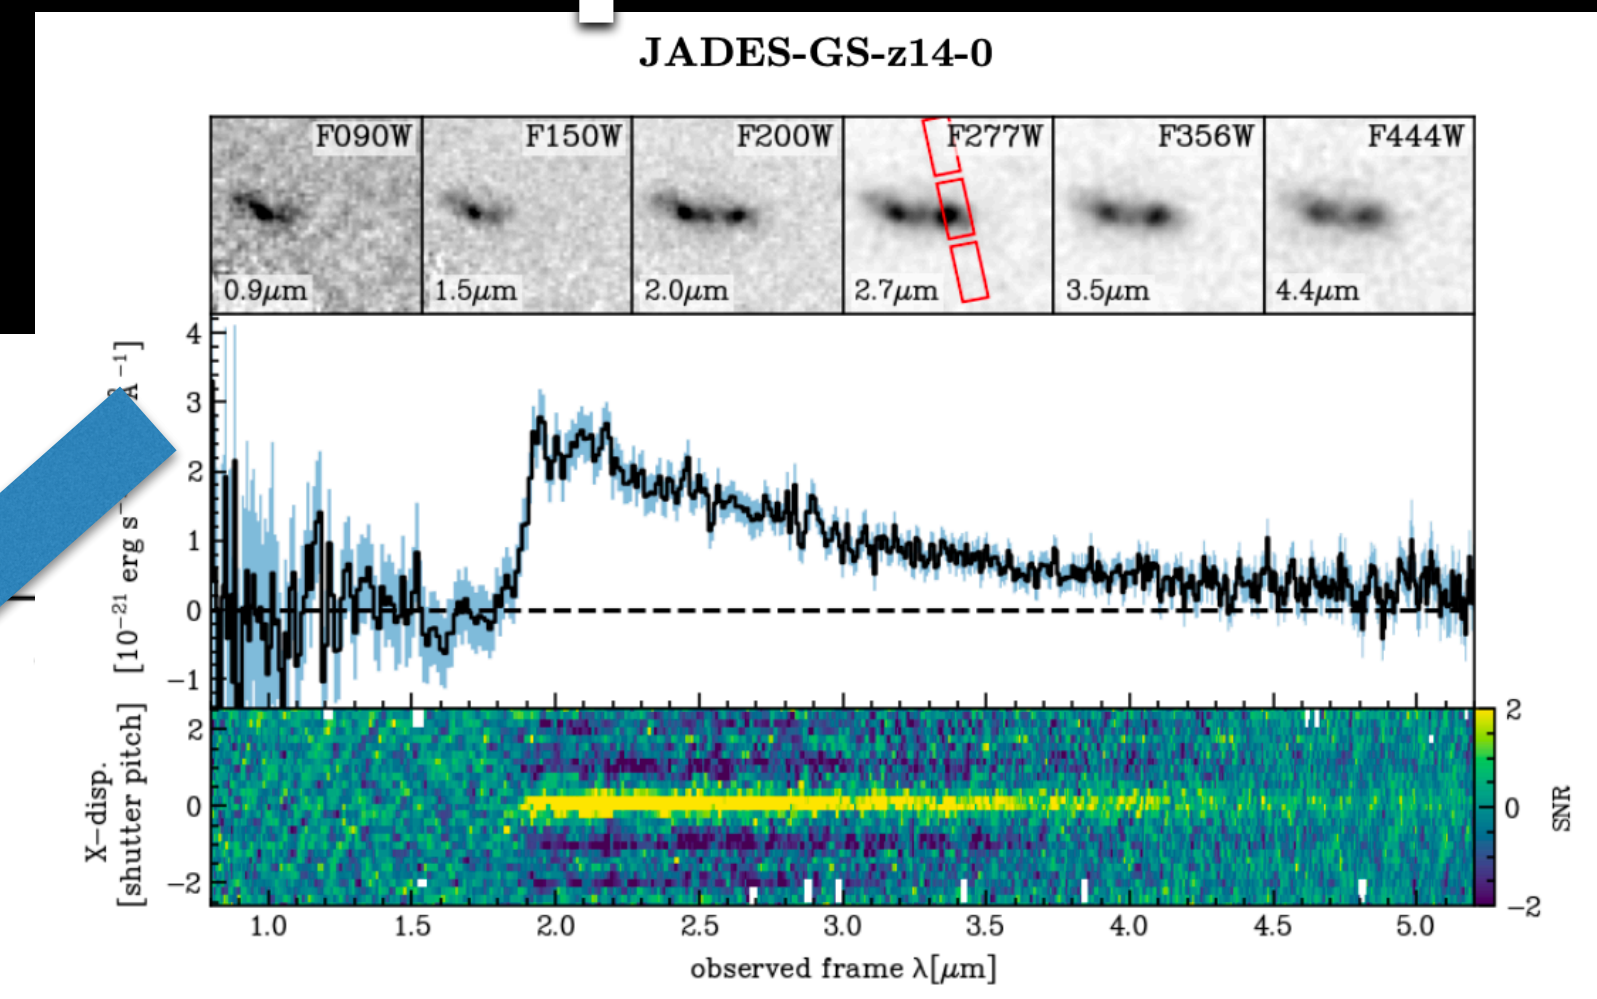 JADES-GS-z14-0
F090W F150W F200W F277W F356W F444W
0.9μm 1.5μm 2.0μm 2.7μm 3.5μm 4.4μm
4
3
2
1
0
−1
[10⁻²¹ erg s⁻ Å⁻¹]
2
0
−2
X−disp.
[shutter pitch]
2
0
−2
SNR
1.0 1.5 2.0 2.5 3.0 3.5 4.0 4.5 5.0
observed frame λ[μm]